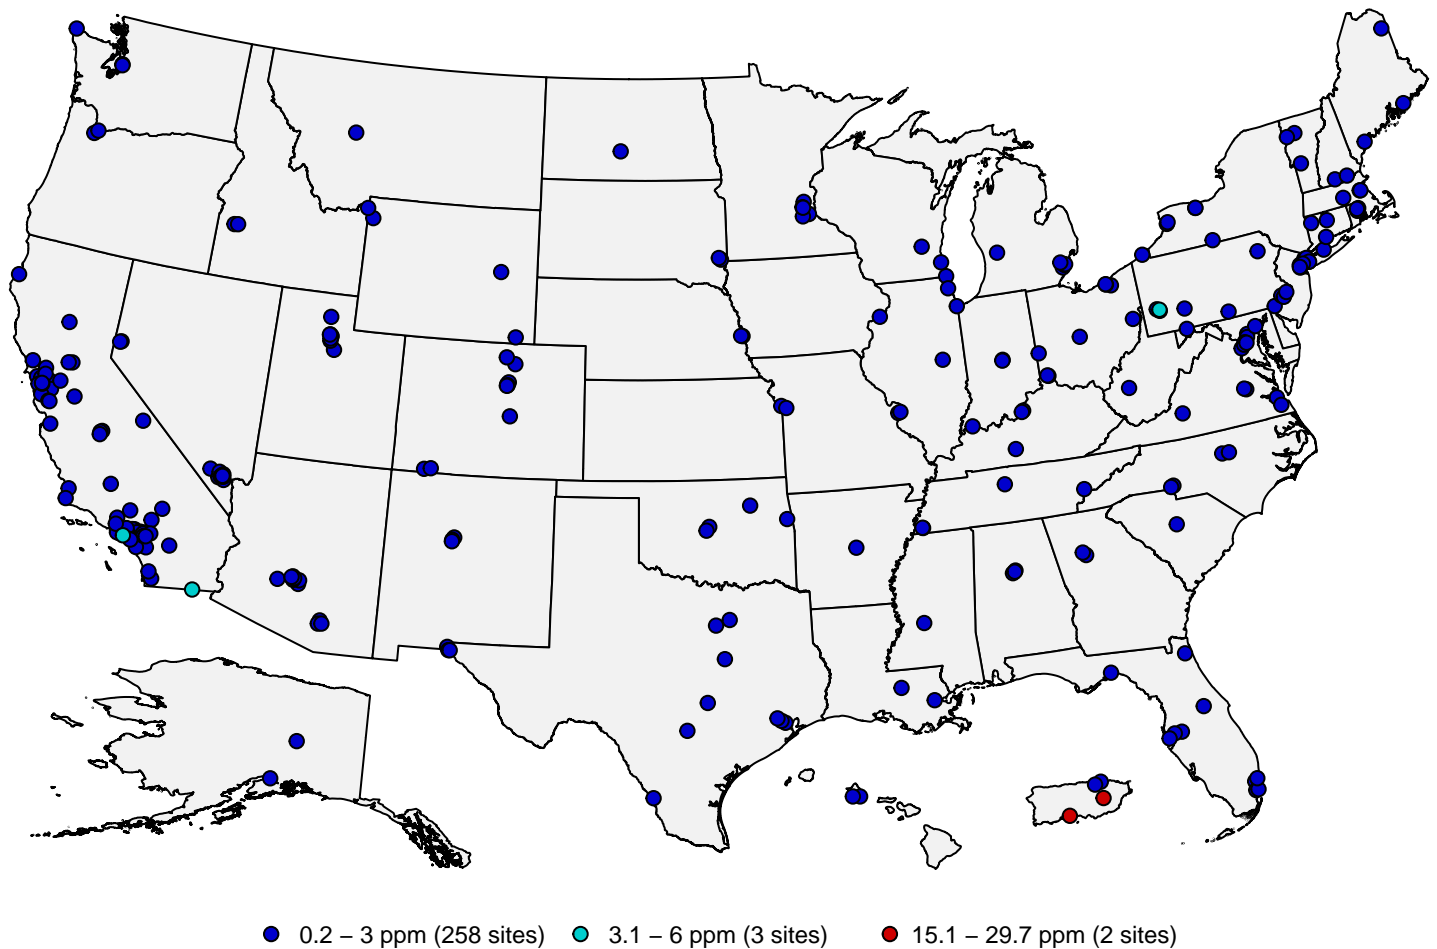 0.2 – 3 ppm (258 sites) 3.1 – 6 ppm (3 sites) 15.1 – 29.7 ppm (2 sites)